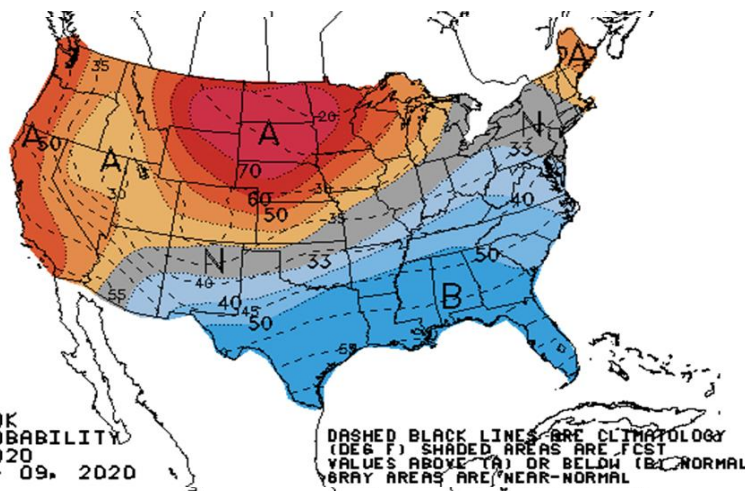 35
A
20
N
A
50
A
A
33
70
30
60
30
40
50
35
N
33
50
55
40
B
40
45
50
55
OK
OBABILITY
020
09, 2020
DASHED BLACK LINES ARE CLIMATOLOGY
(DEG F) SHADED AREAS ARE FCST
VALUES ABOVE (A) OR BELOW (B) NORMAL
GRAY AREAS ARE NEAR-NORMAL